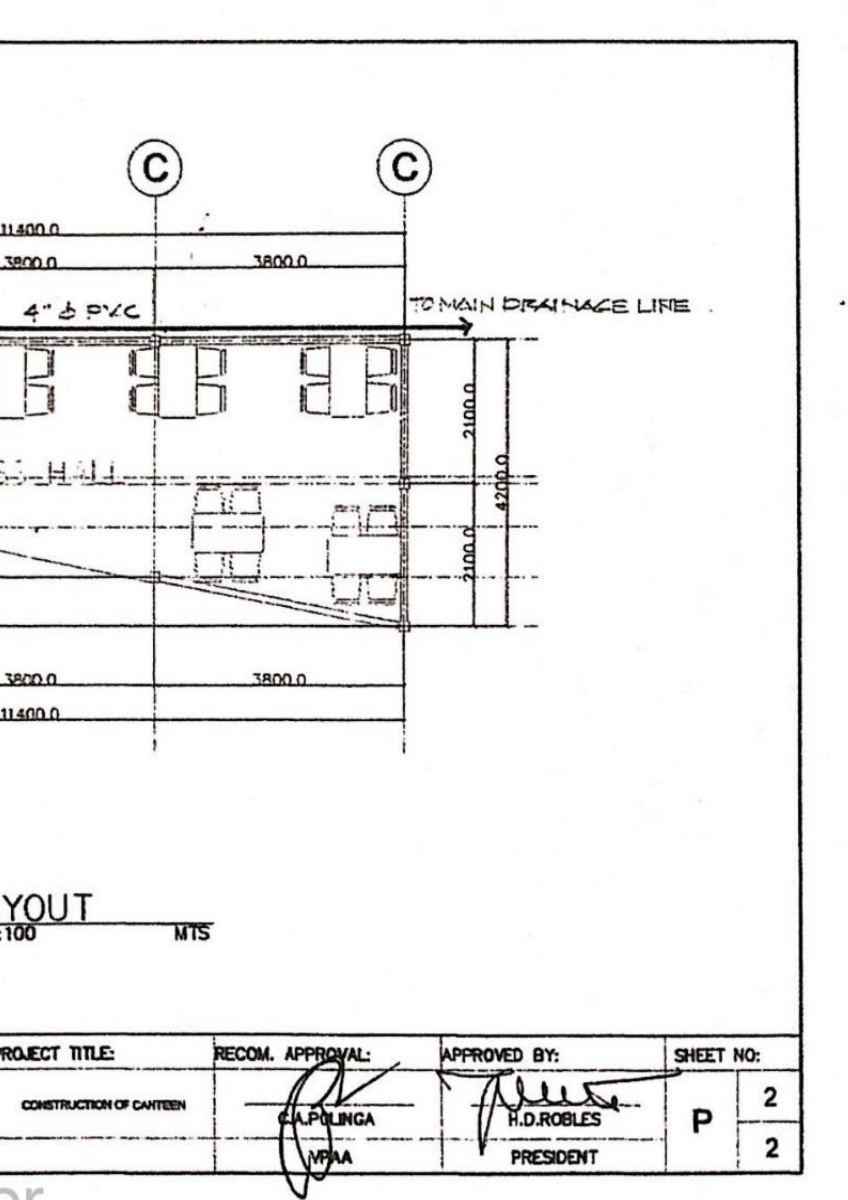 C C
11400.0
3800.0 3800.0
4" ϕ PVC TO MAIN DRAINAGE LINE
2100.0
4200.0
SS HALL
2100.0
3800.0 3800.0
11400.0
YOUT
:100 MTS
ROJECT TITLE: RECOM. APPROVAL: APPROVED BY: SHEET NO:
CONSTRUCTION OF CANTEEN
C.A.POLINGA H.D.ROBLES P 2
VPAA PRESIDENT 2
er